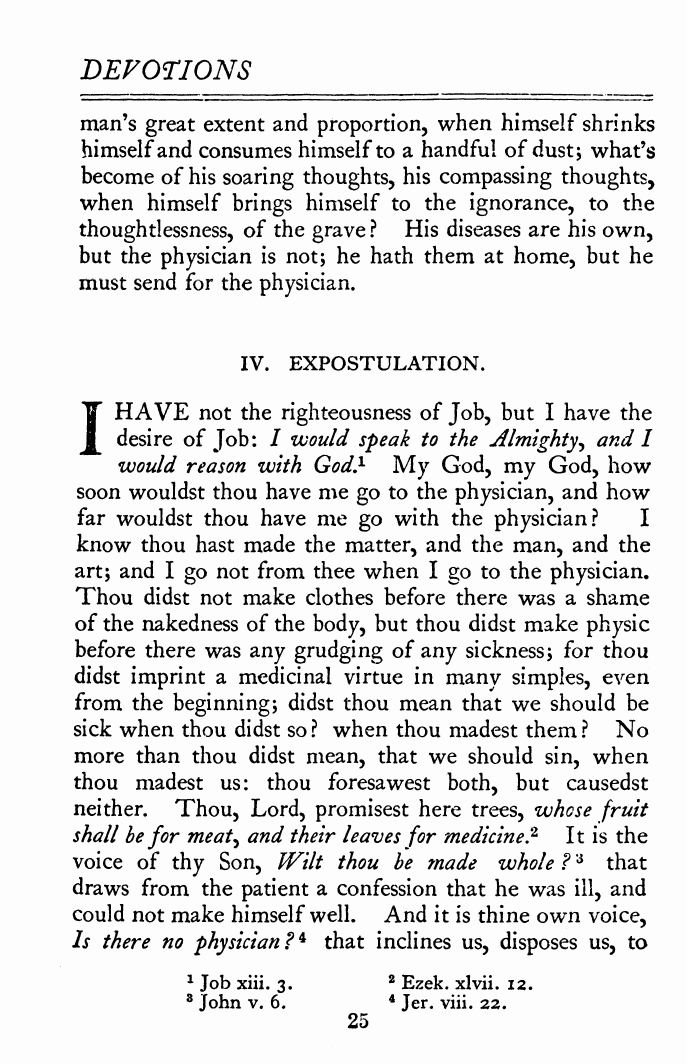 DEVOTIONS
man's great extent and proportion, when himself shrinks
himself and consumes himself to a handful of dust; what's
become of his soaring thoughts, his compassing thoughts,
when himself brings himself to the ignorance, to the
thoughtlessness, of the grave? His diseases are his own,
but the physician is not; he hath them at home, but he
must send for the physician.
IV. EXPOSTULATION.
I HAVE not the righteousness of Job, but I have the
desire of Job: I would speak to the Almighty, and I
would reason with God.¹ My God, my God, how
soon wouldst thou have me go to the physician, and how
far wouldst thou have me go with the physician? I
know thou hast made the matter, and the man, and the
art; and I go not from thee when I go to the physician.
Thou didst not make clothes before there was a shame
of the nakedness of the body, but thou didst make physic
before there was any grudging of any sickness; for thou
didst imprint a medicinal virtue in many simples, even
from the beginning; didst thou mean that we should be
sick when thou didst so? when thou madest them? No
more than thou didst mean, that we should sin, when
thou madest us: thou foresawest both, but causedst
neither. Thou, Lord, promisest here trees, whose fruit
shall be for meat, and their leaves for medicine.² It is the
voice of thy Son, Wilt thou be made whole?³ that
draws from the patient a confession that he was ill, and
could not make himself well. And it is thine own voice,
Is there no physician?⁴ that inclines us, disposes us, to
¹ Job xiii. 3. ² Ezek. xlvii. 12.
³ John v. 6. ⁴ Jer. viii. 22.
25